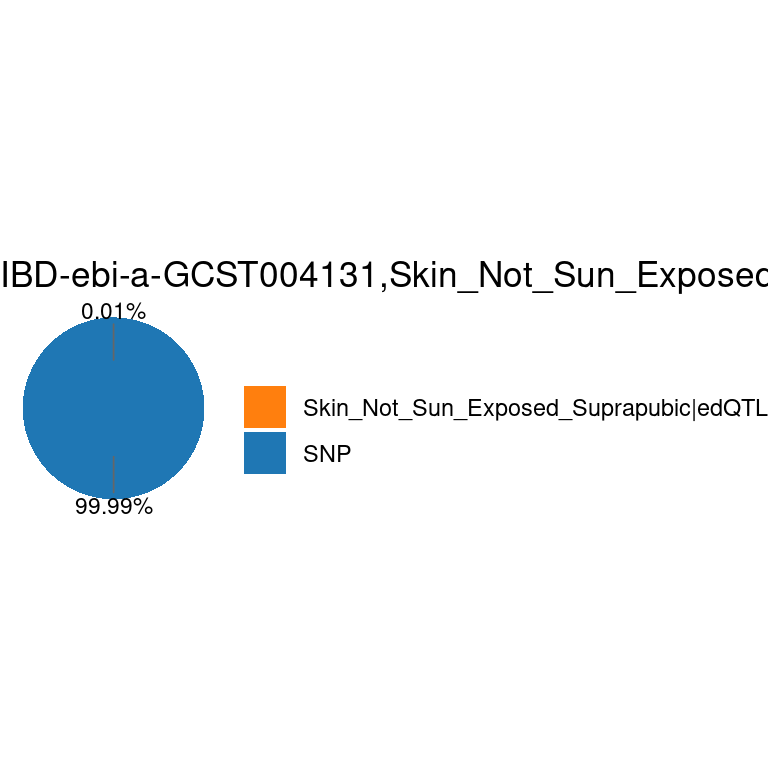 IBD-ebi-a-GCST004131,Skin_Not_Sun_Exposed
0.01%
Skin_Not_Sun_Exposed_Suprapubic|edQTL
SNP
99.99%